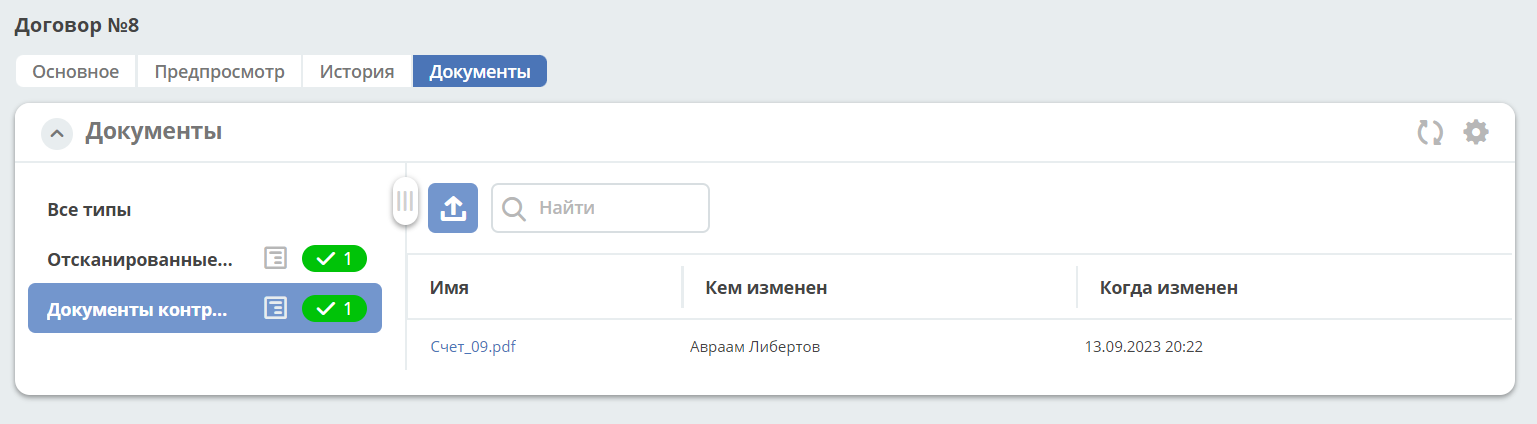 Договор №8
Основное Предпросмотр История Документы
Документы
Все типы
Найти
Отсканированные... 1
Документы контр... 1
Имя Кем изменен Когда изменен
Счет_09.pdf Авраам Либертов 13.09.2023 20:22